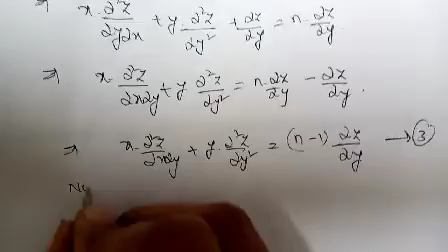 ⇒ x·∂²z/∂y∂x + y·∂²z/∂y² + ∂z/∂y = n·∂z/∂y
⇒ x·∂²z/∂x∂y + y ∂²z/∂y² = n·∂z/∂y − ∂z/∂y.
⇒ x·∂²z/∂x∂y + y·∂²z/∂y² = (n−1) ∂z/∂y → ③